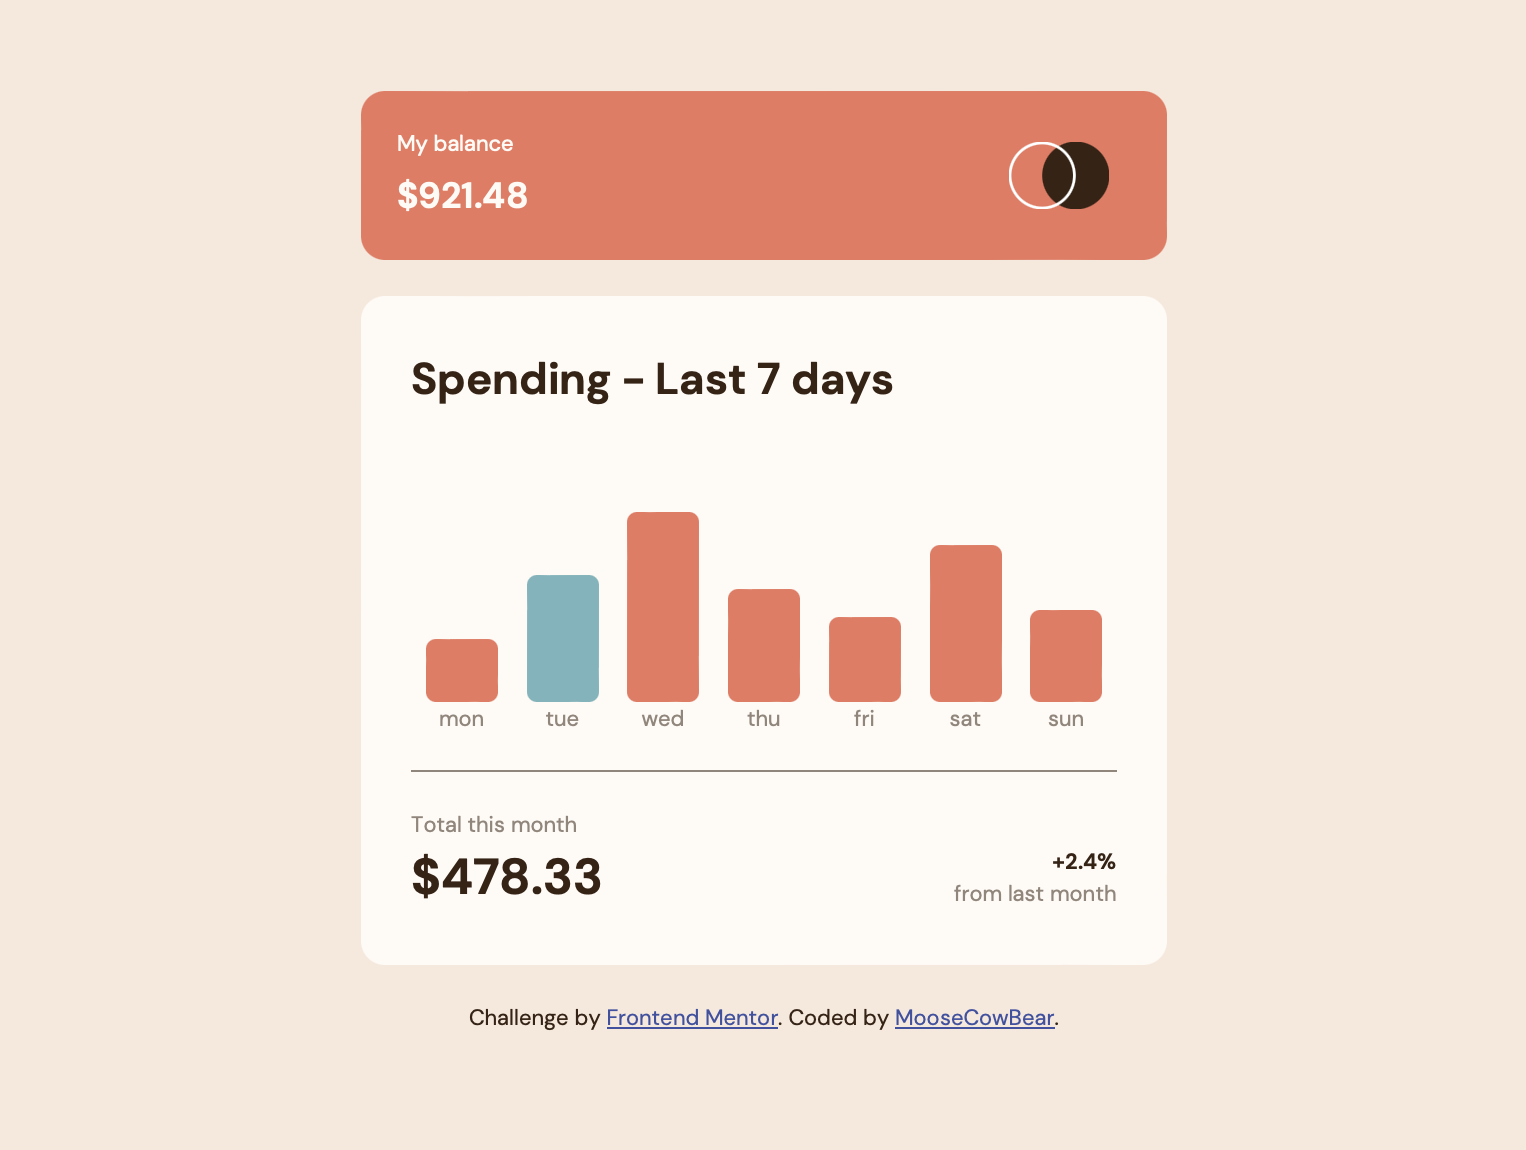 My balance
$921.48
Spending - Last 7 days
mon tue wed thu fri sat sun
Total this month
$478.33
+2.4%
from last month
Challenge by Frontend Mentor. Coded by MooseCowBear.